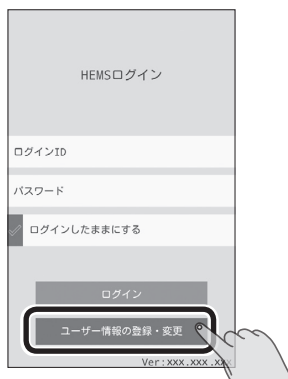 HEMSログイン
ログインID
パスワード
ログインしたままにする
ログイン
ユーザー情報の登録・変更
Ver:xxx.xxx.xxx